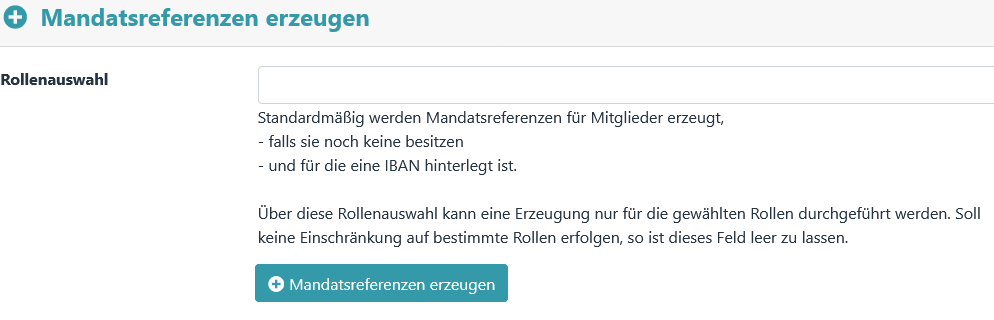 Mandatsreferenzen erzeugen
Rollenauswahl
Standardmäßig werden Mandatsreferenzen für Mitglieder erzeugt,
- falls sie noch keine besitzen
- und für die eine IBAN hinterlegt ist.
Über diese Rollenauswahl kann eine Erzeugung nur für die gewählten Rollen durchgeführt werden. Soll
keine Einschränkung auf bestimmte Rollen erfolgen, so ist dieses Feld leer zu lassen.
Mandatsreferenzen erzeugen